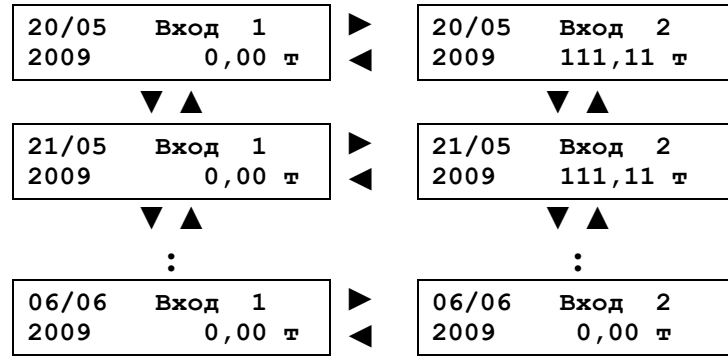 20/05 Вход 1
2009 0,00 т
20/05 Вход 2
2009 111,11 т
21/05 Вход 1
2009 0,00 т
21/05 Вход 2
2009 111,11 т
:
:
06/06 Вход 1
2009 0,00 т
06/06 Вход 2
2009 0,00 т